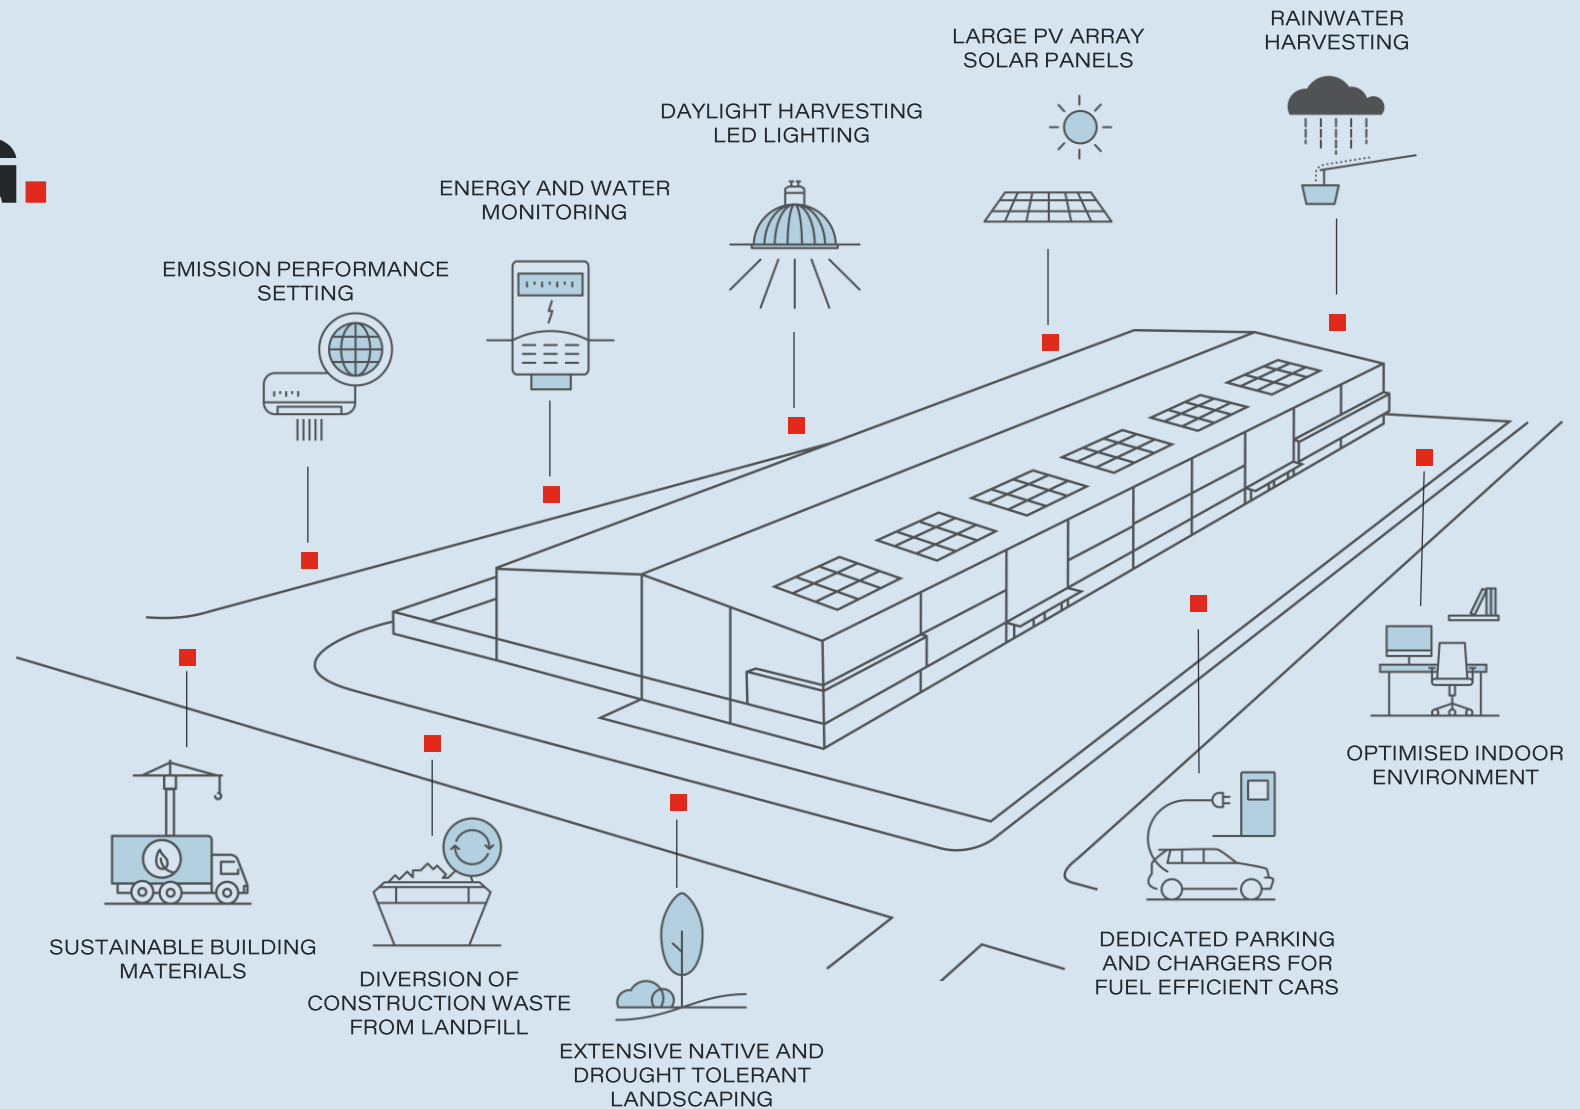 RAINWATER
HARVESTING
LARGE PV ARRAY
SOLAR PANELS
DAYLIGHT HARVESTING
LED LIGHTING
ENERGY AND WATER
MONITORING
EMISSION PERFORMANCE
SETTING
OPTIMISED INDOOR
ENVIRONMENT
SUSTAINABLE BUILDING
MATERIALS
DIVERSION OF
CONSTRUCTION WASTE
FROM LANDFILL
DEDICATED PARKING
AND CHARGERS FOR
FUEL EFFICIENT CARS
EXTENSIVE NATIVE AND
DROUGHT TOLERANT
LANDSCAPING